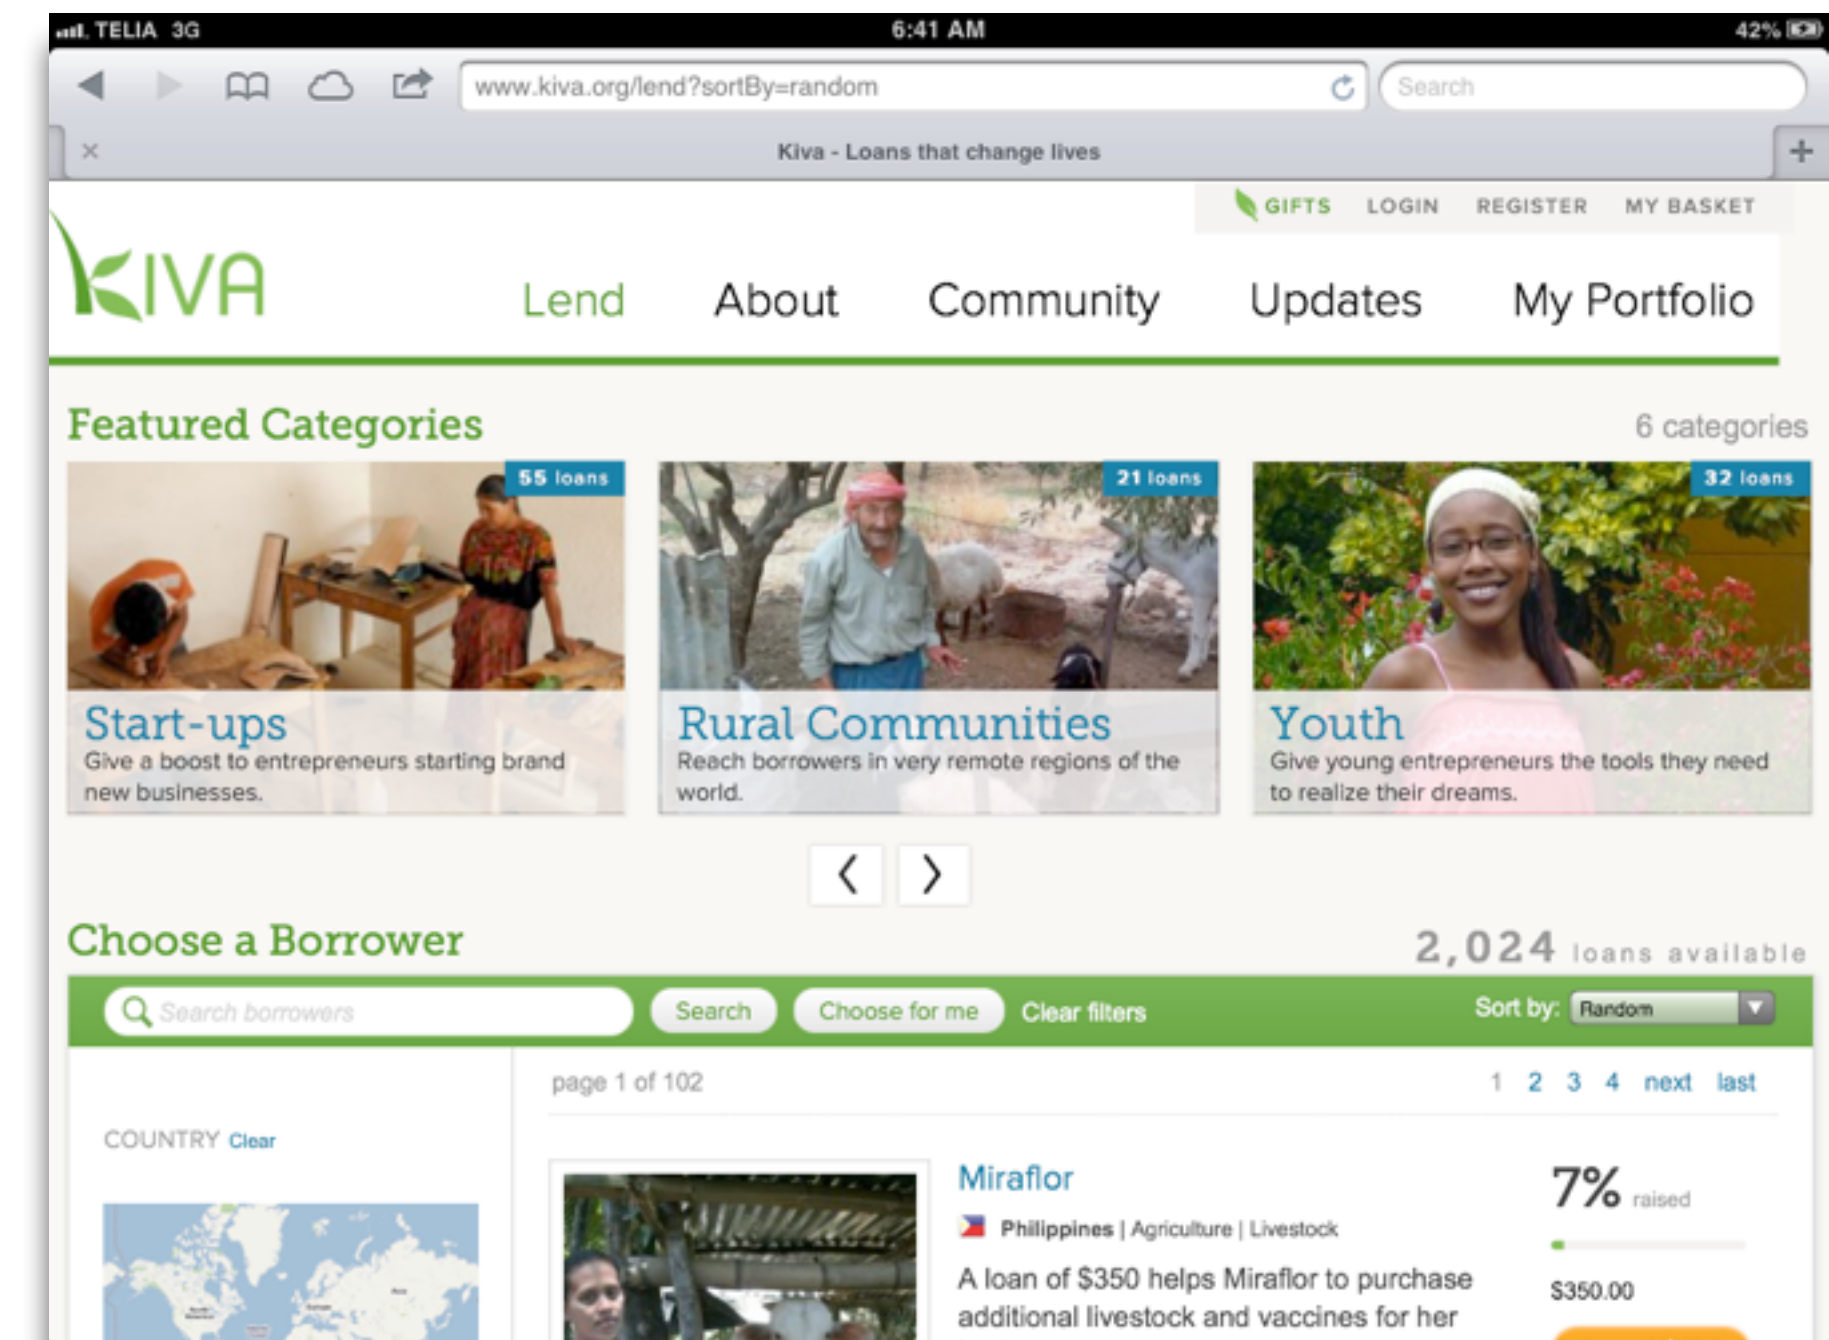 TELIA 3G 6:41 AM 42%
www.kiva.org/lend?sortBy=random Search
Kiva - Loans that change lives
GIFTS LOGIN REGISTER MY BASKET
KIVA
Lend About Community Updates My Portfolio
Featured Categories 6 categories
55 loans 21 loans 32 loans
Start-ups
Give a boost to entrepreneurs starting brand
new businesses.
Rural Communities
Reach borrowers in very remote regions of the
world.
Youth
Give young entrepreneurs the tools they need
to realize their dreams.
Choose a Borrower 2,024 loans available
Search borrowers Search Choose for me Clear filters Sort by: Random
page 1 of 102 1 2 3 4 next last
COUNTRY Clear
Miraflor
Philippines | Agriculture | Livestock
A loan of $350 helps Miraflor to purchase
additional livestock and vaccines for her
7% raised
$350.00